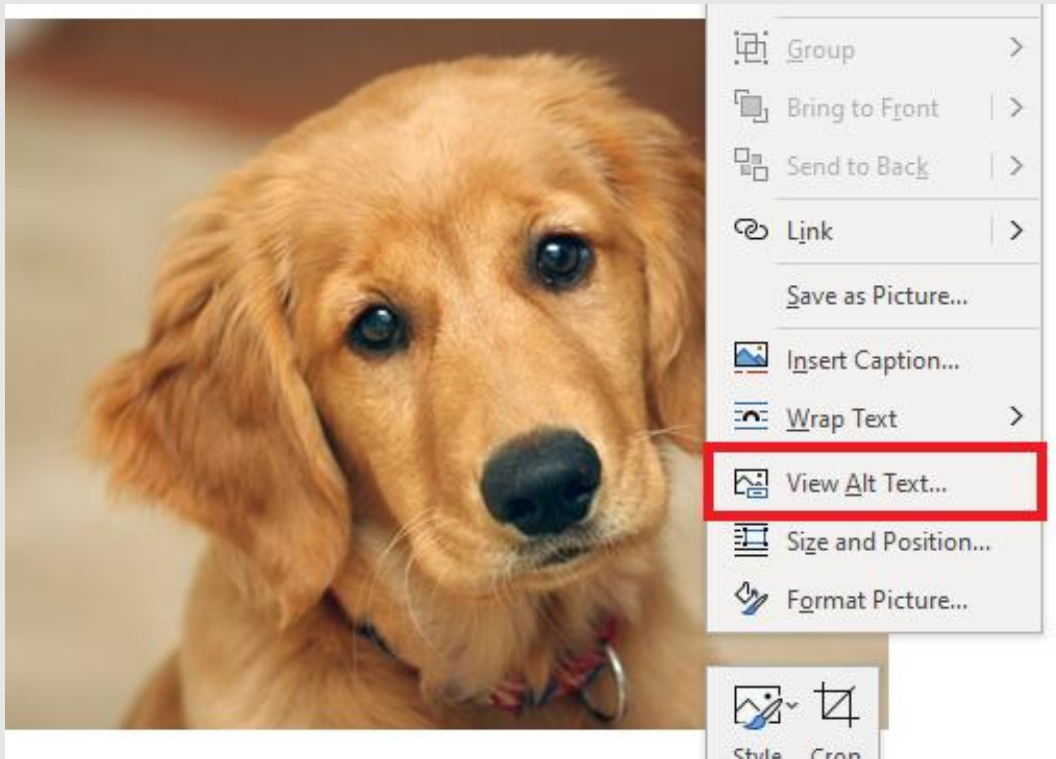 Group
Bring to Front
Send to Back
Link
Save as Picture...
Insert Caption...
Wrap Text
View Alt Text...
Size and Position...
Format Picture...
Style Crop